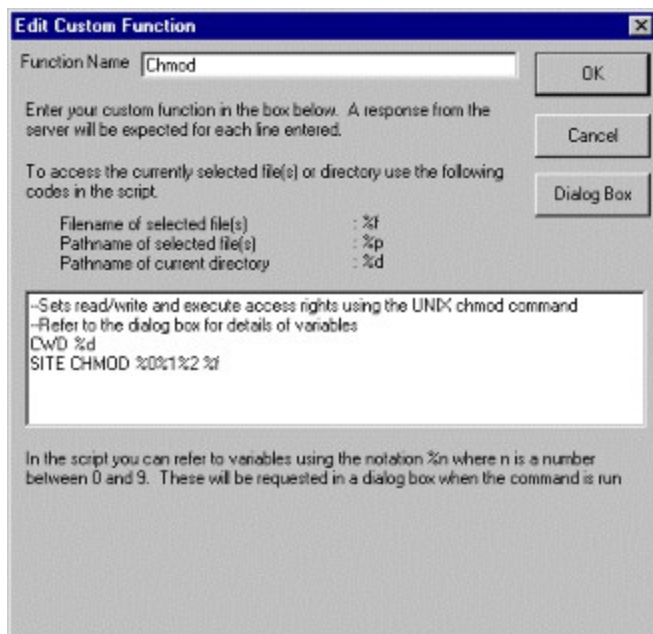 Edit Custom Function
Function Name Chmod
OK
Enter your custom function in the box below. A response from the
server will be expected for each line entered.
Cancel
To access the currently selected file(s) or directory use the following
codes in the script.
Dialog Box
Filename of selected file(s) : %f
Pathname of selected file(s) : %p
Pathname of current directory : %d
--Sets read/write and execute access rights using the UNIX chmod command
--Refer to the dialog box for details of variables
CWD %d
SITE CHMOD %0%1%2 %f
In the script you can refer to variables using the notation %n where n is a number
between 0 and 9. These will be requested in a dialog box when the command is run